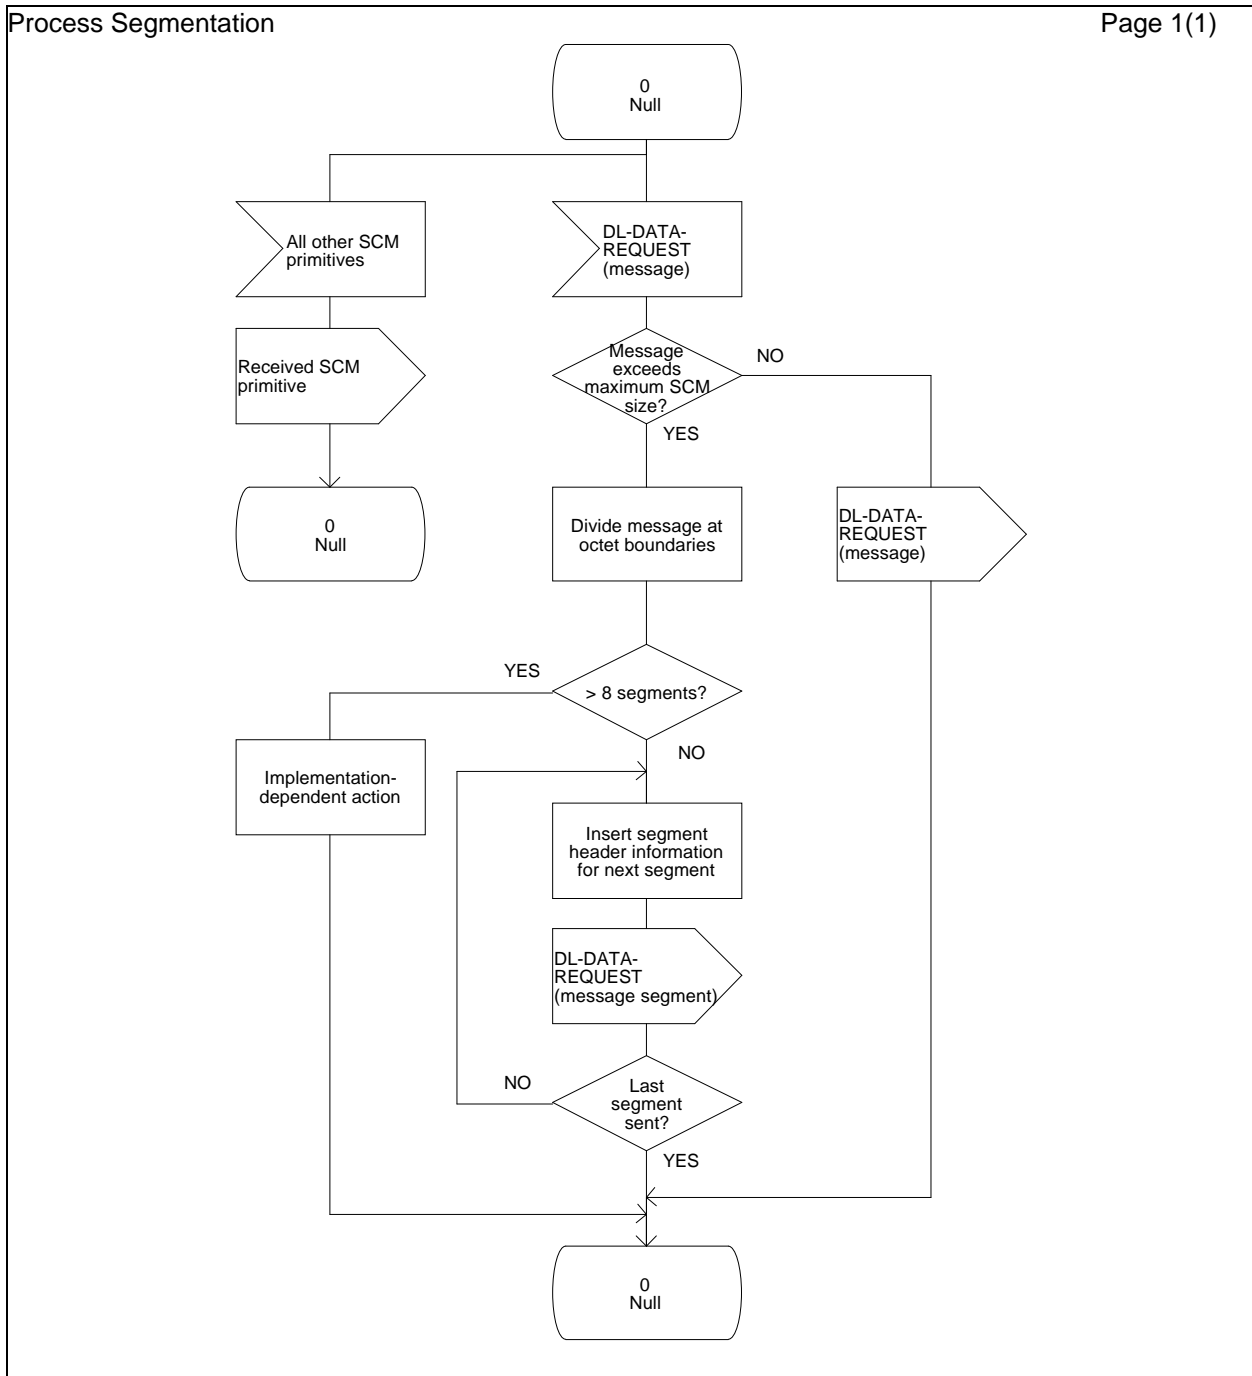 Process Segmentation
Page 1(1)
0
Null
All other SCM
primitives
DL-DATA-
REQUEST
(message)
Received SCM
primitive
Message
exceeds
maximum SCM
size?
NO
YES
0
Null
Divide message at
octet boundaries
DL-DATA-
REQUEST
(message)
YES
> 8 segments?
NO
Implementation-
dependent action
Insert segment
header information
for next segment
DL-DATA-
REQUEST
(message segment)
NO
Last
segment
sent?
YES
0
Null